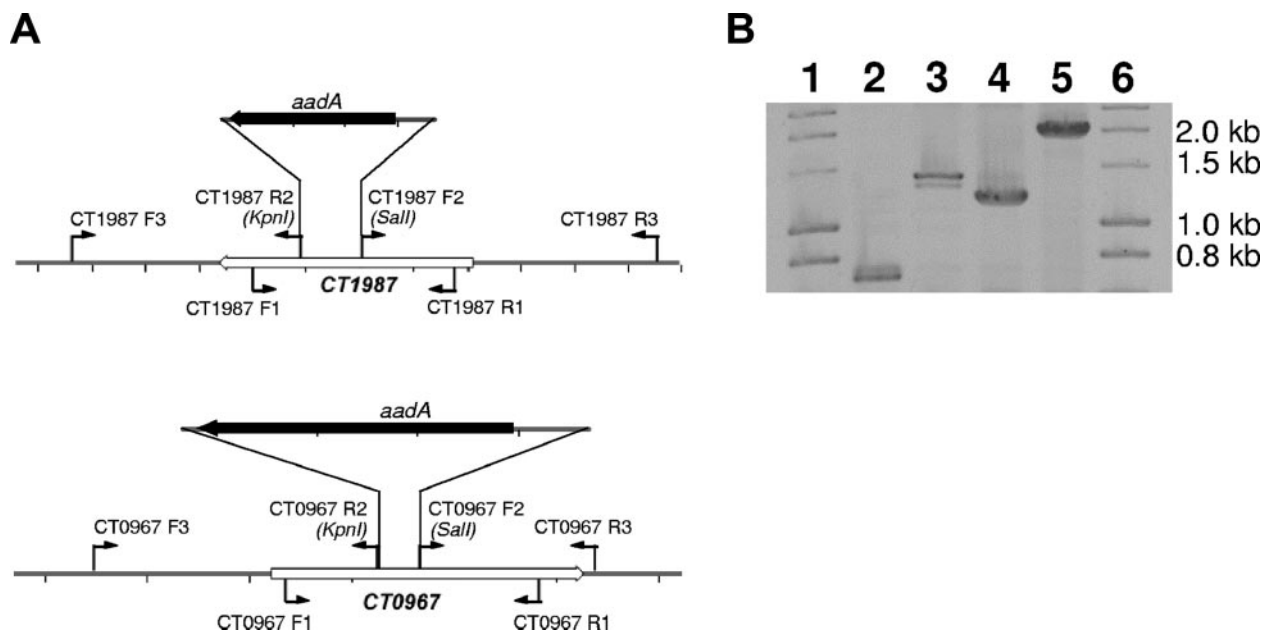 A
aadA
CT1987 R2
(KpnI)
CT1987 F2
(SalI)
CT1987 F3
CT1987 R3
CT1987
CT1987 F1
CT1987 R1
aadA
CT0967 R2
(KpnI)
CT0967 F2
(SalI)
CT0967 F3
CT0967 R3
CT0967
CT0967 F1
CT0967 R1
B
1 2 3 4 5 6
2.0 kb
1.5 kb
1.0 kb
0.8 kb